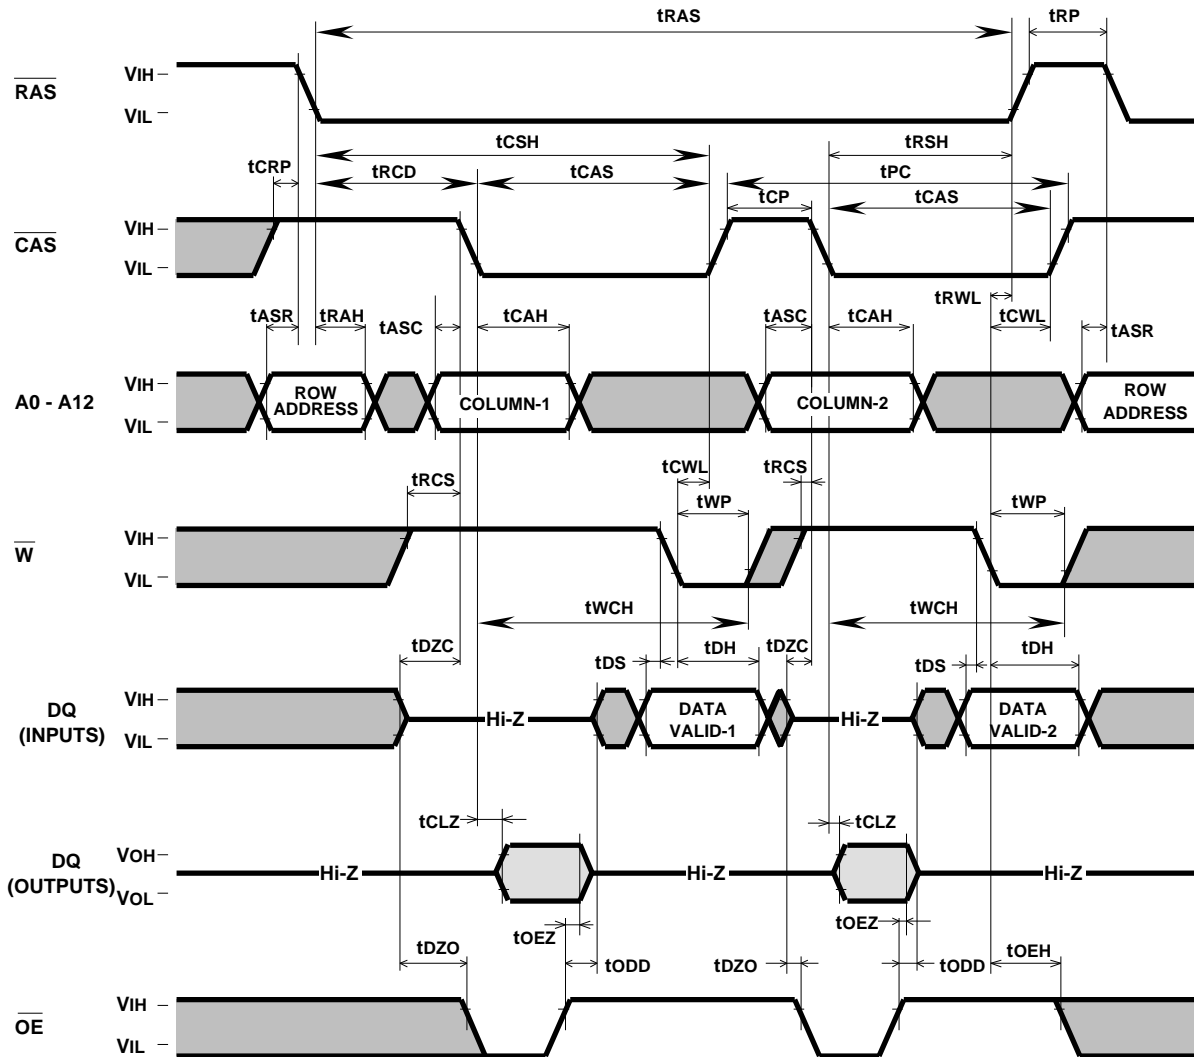 tRAS tRP
RAS VIH
VIL
tCSH tRSH
tCRP tRCD tCAS tPC
tCP tCAS
CAS VIH
VIL
tRWL
tASR tRAH tASC tCAH tASC tCAH tCWL tASR
A0 - A12 VIH
VIL
ROW
ADDRESS
COLUMN-1
COLUMN-2
ROW
ADDRESS
tRCS tCWL tRCS
tWP tWP
W VIH
VIL
tWCH tWCH
tDZC tDS tDH tDZC tDS tDH
DQ
(INPUTS)
VIH
VIL
Hi-Z
DATA
VALID-1
Hi-Z
DATA
VALID-2
tCLZ tCLZ
DQ
(OUTPUTS)
VOH
VOL
Hi-Z Hi-Z Hi-Z
tOEZ tOEZ
tDZO tODD tDZO tODD tOEH
OE VIH
VIL